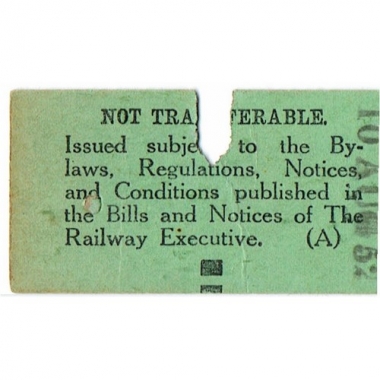 NOT TRA FERABLE.
Issued subje to the By-
laws, Regulations, Notices,
and Conditions published in
the Bills and Notices of The
Railway Executive. (A)